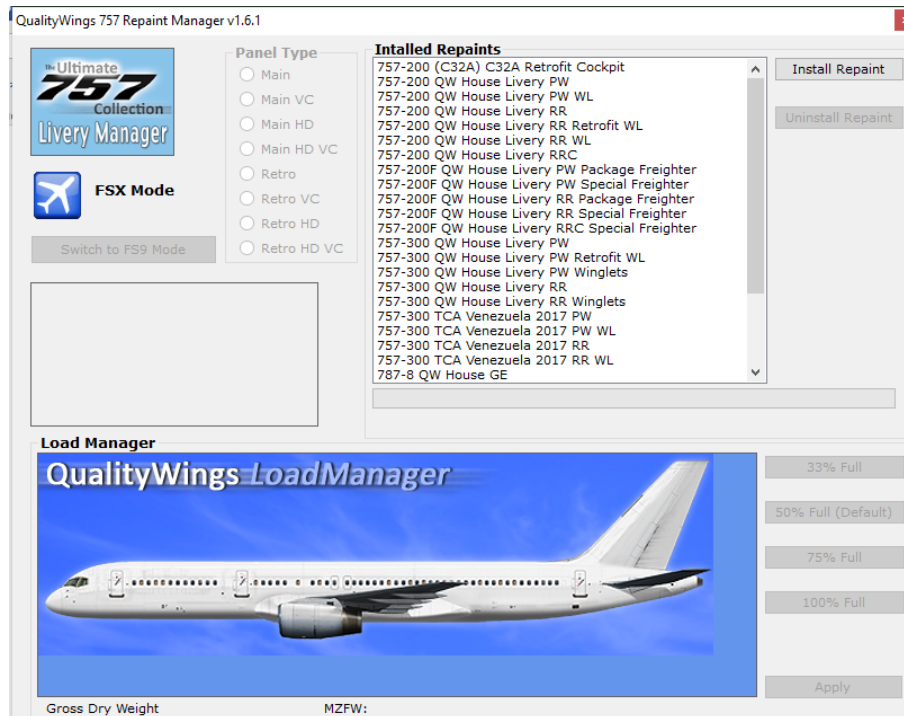 QualityWings 757 Repaint Manager v1.6.1
The Ultimate
757
Collection
Livery Manager
FSX Mode
Switch to FS9 Mode
Panel Type
Main
Main VC
Main HD
Main HD VC
Retro
Retro VC
Retro HD
Retro HD VC
Intalled Repaints
757-200 (C32A) C32A Retrofit Cockpit
757-200 QW House Livery PW
757-200 QW House Livery PW WL
757-200 QW House Livery RR
757-200 QW House Livery RR Retrofit WL
757-200 QW House Livery RR WL
757-200 QW House Livery RRC
757-200F QW House Livery PW Package Freighter
757-200F QW House Livery PW Special Freighter
757-200F QW House Livery RR Package Freighter
757-200F QW House Livery RR Special Freighter
757-200F QW House Livery RRC Special Freighter
757-300 QW House Livery PW
757-300 QW House Livery PW Retrofit WL
757-300 QW House Livery PW Winglets
757-300 QW House Livery RR
757-300 QW House Livery RR Winglets
757-300 TCA Venezuela 2017 PW
757-300 TCA Venezuela 2017 PW WL
757-300 TCA Venezuela 2017 RR
757-300 TCA Venezuela 2017 RR WL
787-8 QW House GE
Install Repaint
Uninstall Repaint
Load Manager
QualityWings LoadManager
33% Full
50% Full (Default)
75% Full
100% Full
Apply
Gross Dry Weight
MZFW: